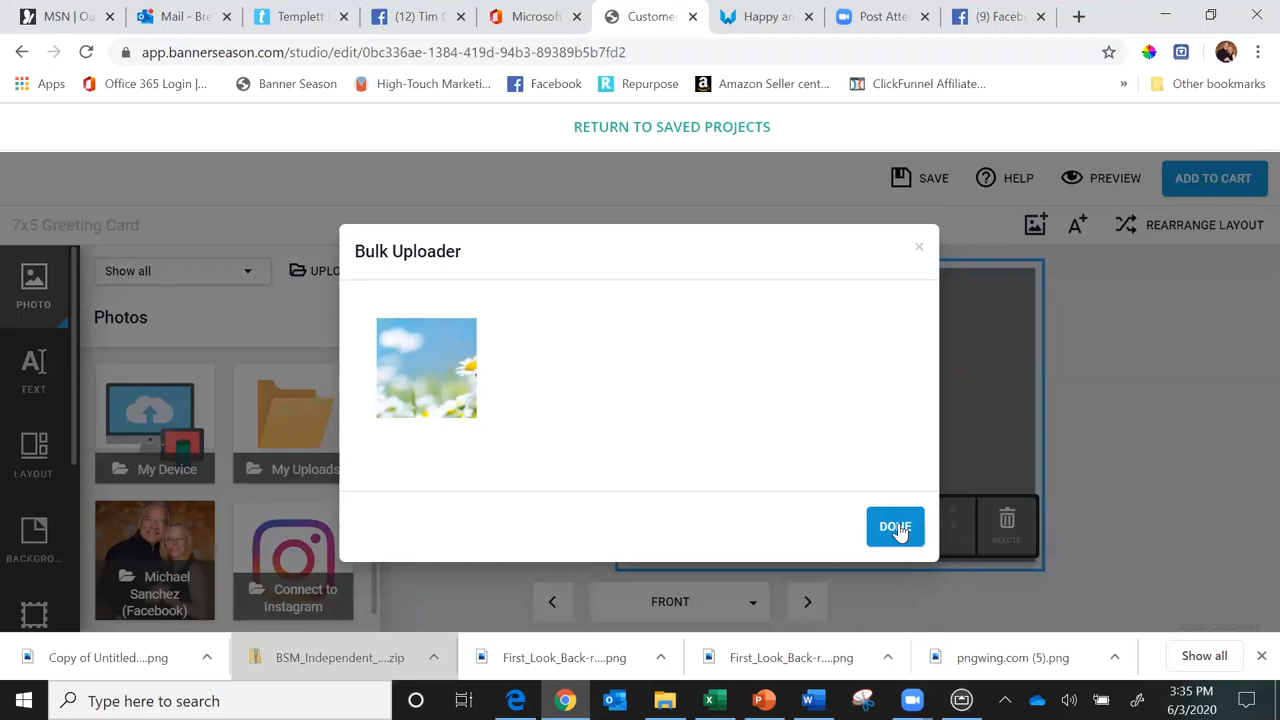 MSN | Ou
Mail - Bre
Templett
(12) Tim C
Microsoft
Customer
Happy an
Post Atte
(9) Faceb
app.bannerseason.com/studio/edit/0bc336ae-1384-419d-94b3-89389b5b7fd2
Apps
Office 365 Login |...
Banner Season
High-Touch Marketi...
Facebook
Repurpose
Amazon Seller cent...
ClickFunnel Affiliate...
»
Other bookmarks
RETURN TO SAVED PROJECTS
SAVE
HELP
PREVIEW
ADD TO CART
7x5 Greeting Card
REARRANGE LAYOUT
PHOTO
TEXT
LAYOUT
BACKGRO...
Show all
UPLO
Photos
My Device
My Uploads
Michael
Sanchez
(Facebook)
Connect to
Instagram
Bulk Uploader
×
DONE
DELETE
FRONT
Copy of Untitled....png
BSM_Independent_....zip
First_Look_Back-r....png
First_Look_Back-r....png
pngwing.com (5).png
Show all
Type here to search
3:35 PM
6/3/2020